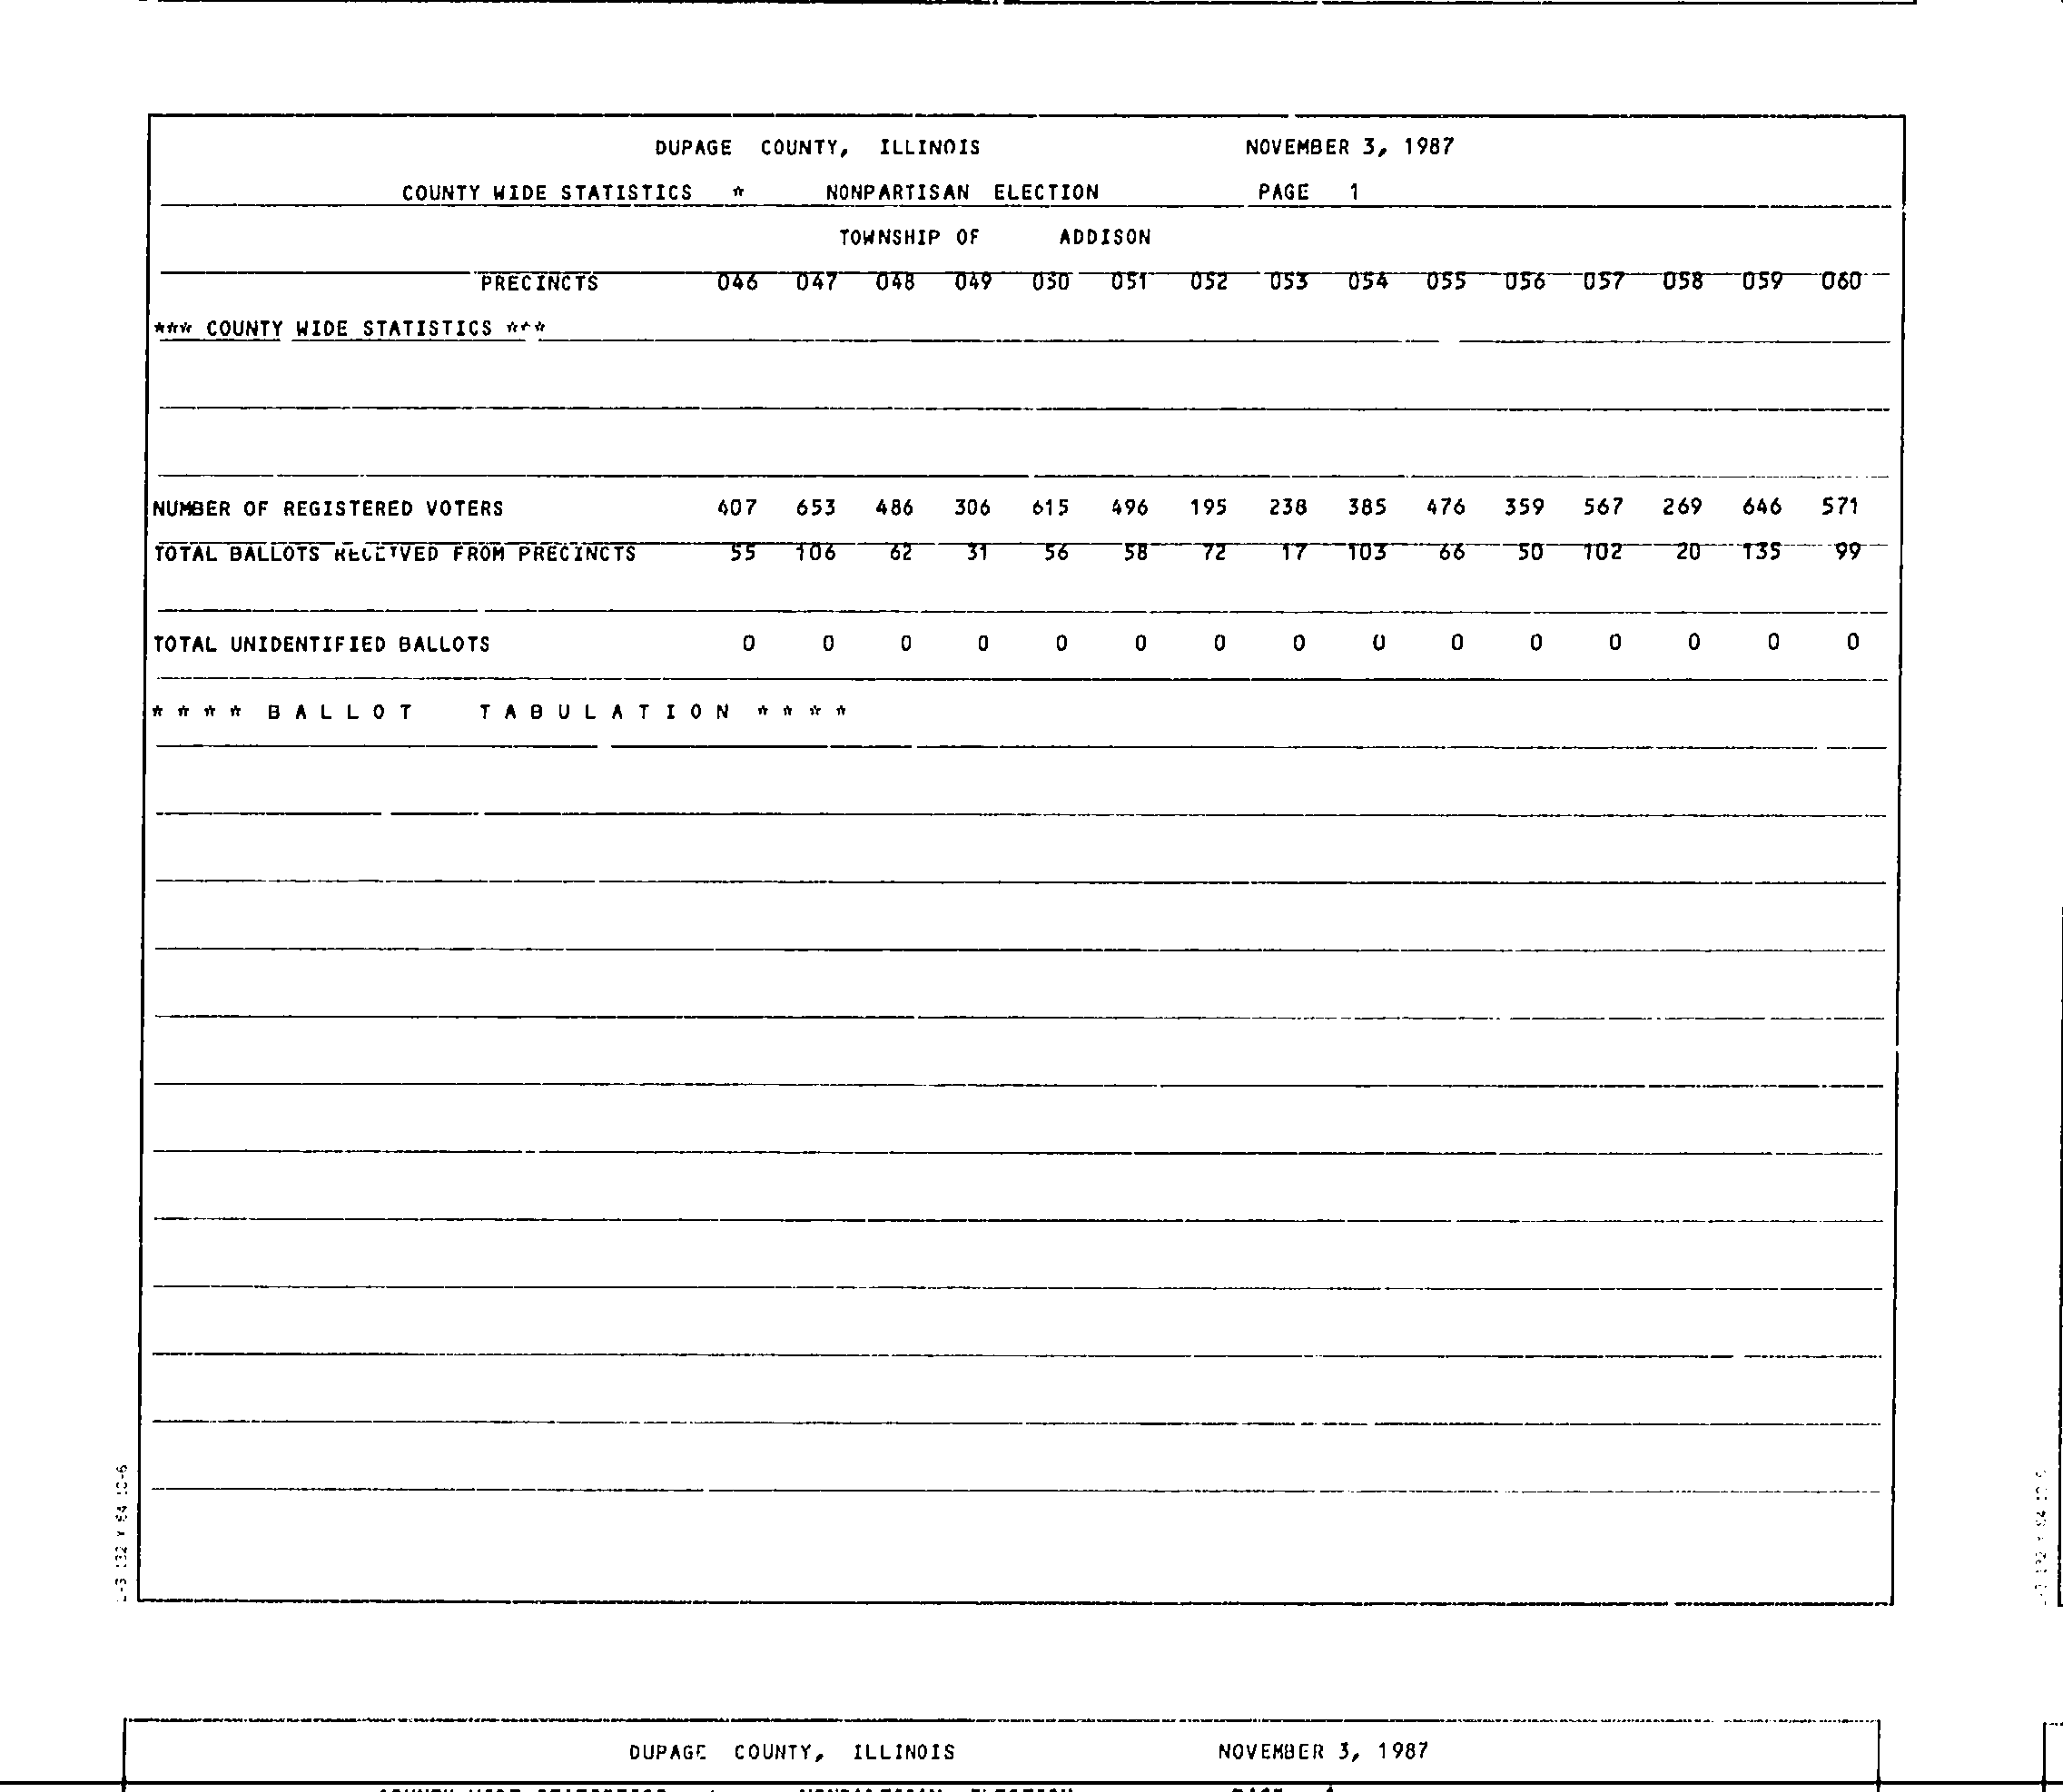 DUPAGE COUNTY, ILLINOIS NOVEMBER 3, 1987
COUNTY WIDE STATISTICS * NONPARTISAN ELECTION PAGE 1
TOWNSHIP OF ADDISON
PRECINCTS 046 047 048 049 050 051 052 053 054 055 056 057 058 059 060
*** COUNTY WIDE STATISTICS ***
NUMBER OF REGISTERED VOTERS 407 653 486 306 615 496 195 238 385 476 359 567 269 646 571
TOTAL BALLOTS RECEIVED FROM PRECINCTS 55 106 62 31 56 58 72 17 103 66 50 102 20 135 99
TOTAL UNIDENTIFIED BALLOTS 0 0 0 0 0 0 0 0 0 0 0 0 0 0 0
* * * * B A L L O T T A B U L A T I O N * * * *
DUPAGE COUNTY, ILLINOIS NOVEMBER 3, 1987